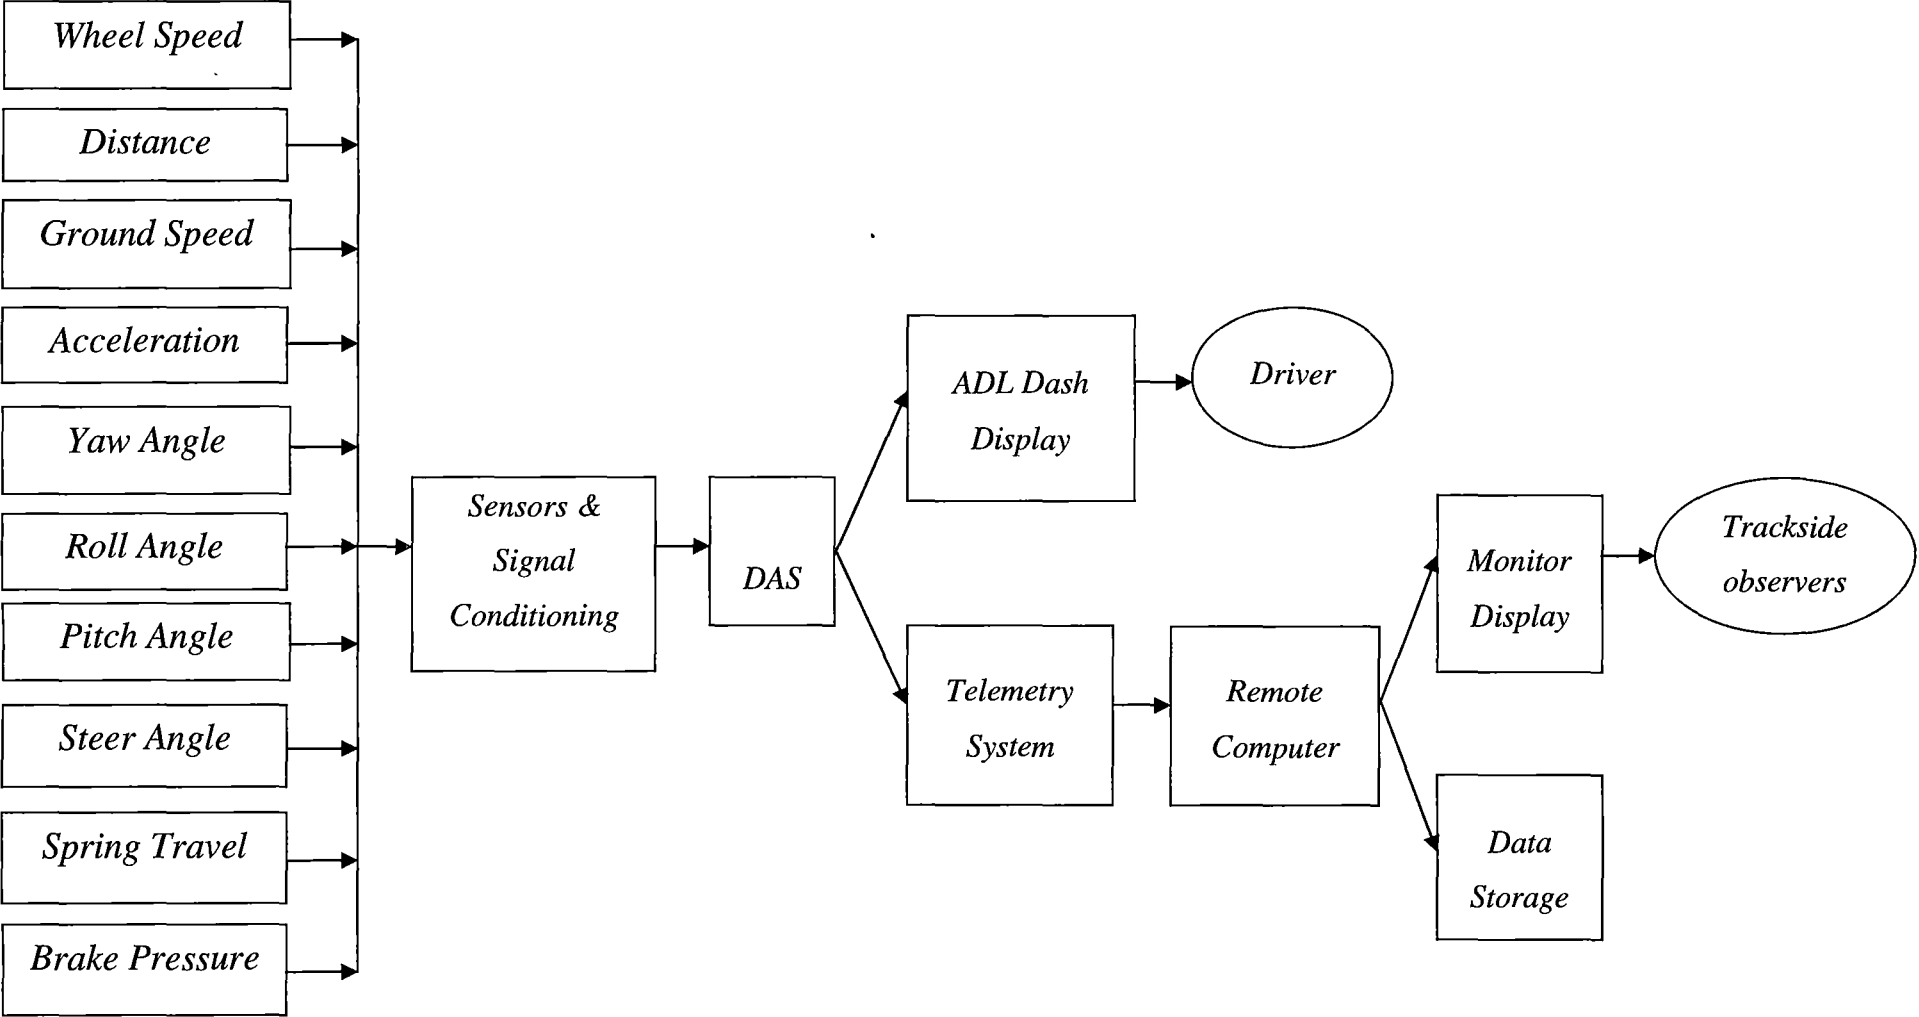 Wheel Speed
Distance
Ground Speed
Acceleration
Yaw Angle
Roll Angle
Pitch Angle
Steer Angle
Spring Travel
Brake Pressure
Sensors &
Signal
Conditioning
DAS
ADL Dash
Display
Driver
Telemetry
System
Remote
Computer
Monitor
Display
Trackside
observers
Data
Storage